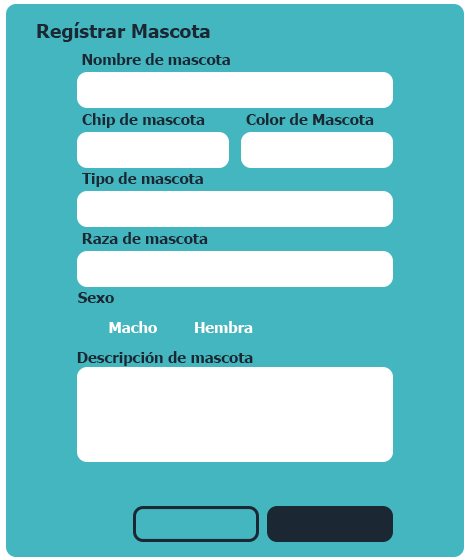 Regístrar Mascota
Nombre de mascota
Chip de mascota Color de Mascota
Tipo de mascota
Raza de mascota
Sexo
Macho Hembra
Descripción de mascota